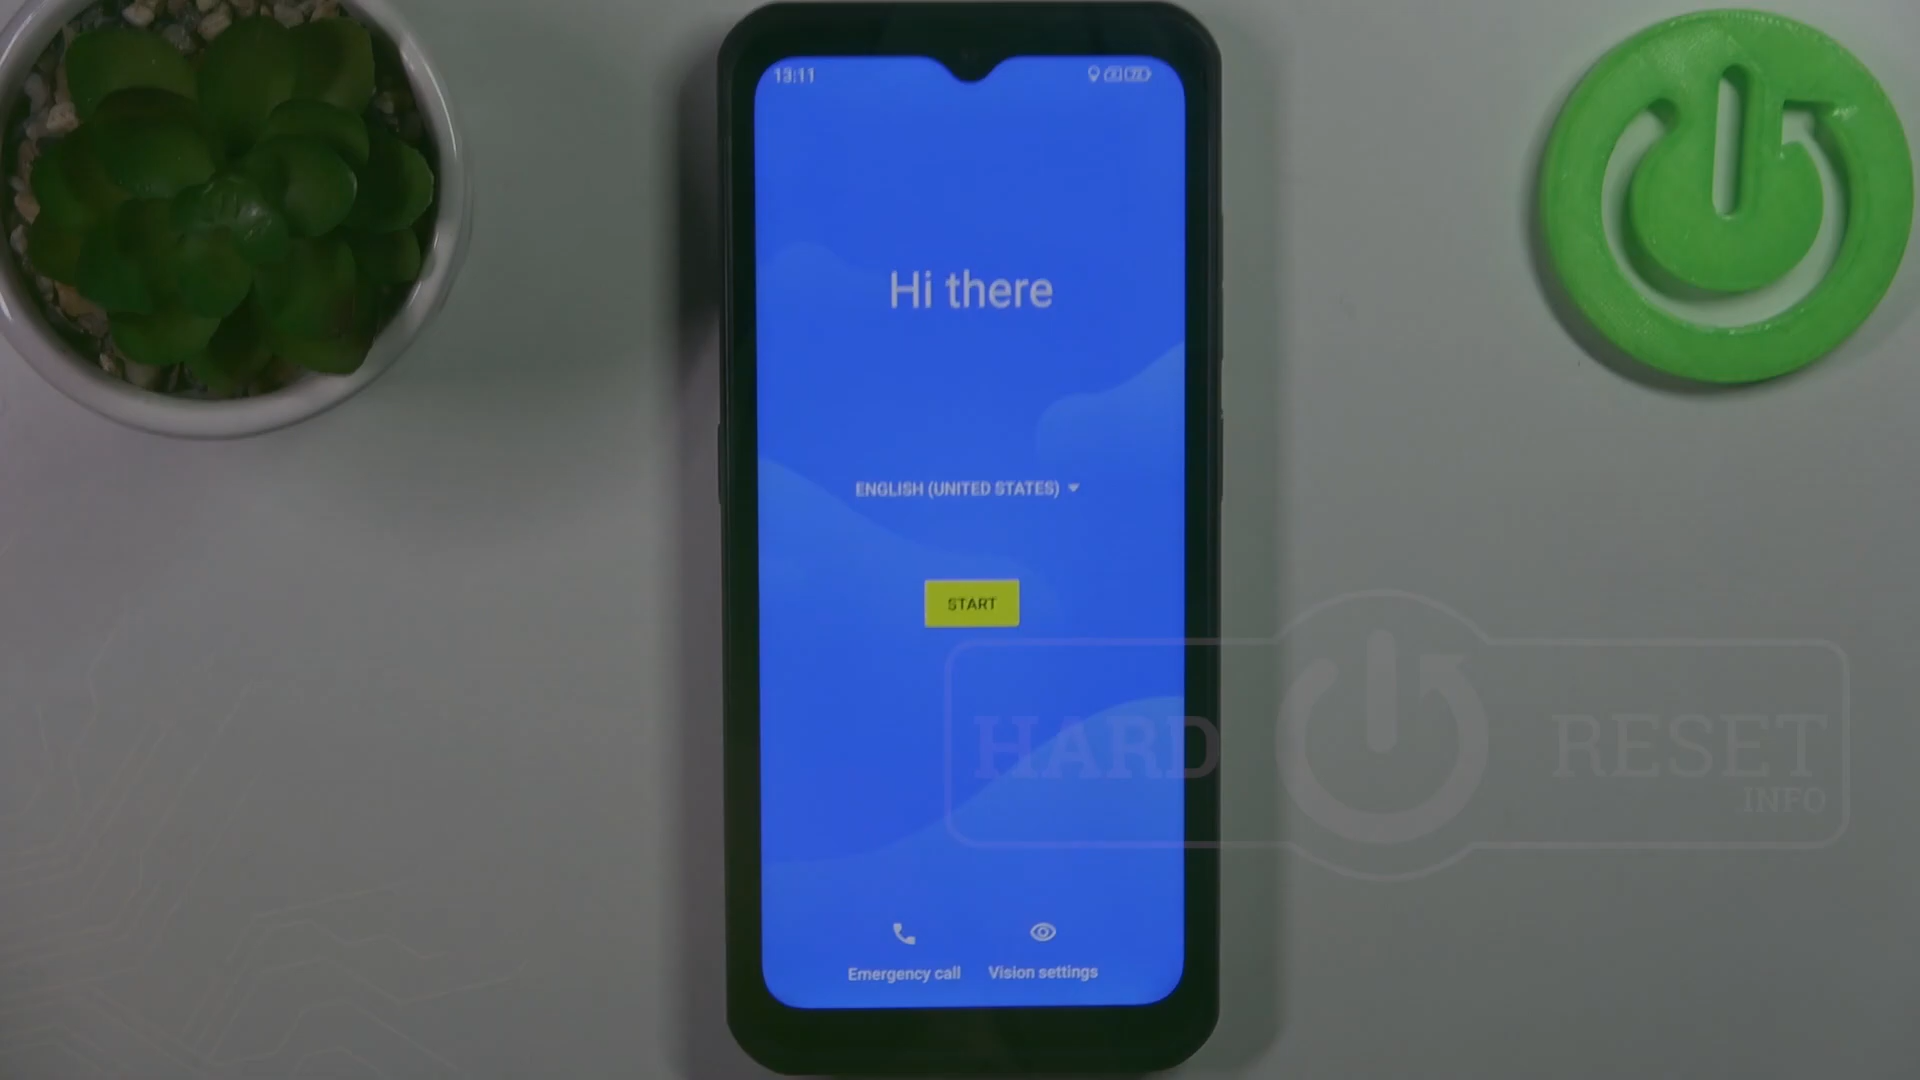 13:11
Hi there
ENGLISH (UNITED STATES)
START
HARD RESET
INFO
Emergency call
Vision settings